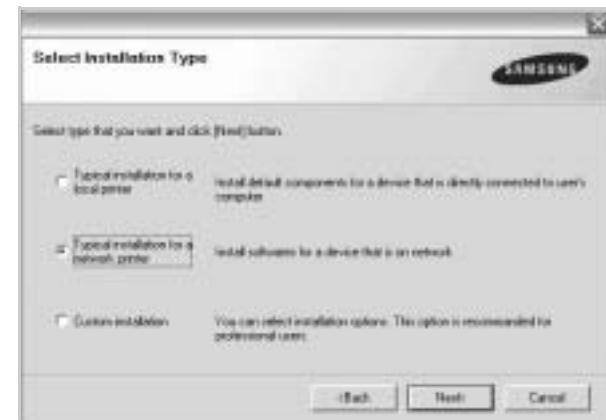 Select Installation Type
SAMSUNG
Select type that you want and click [Next] button.
Typical installation for a
local printer
Install default components for a device that is directly connected to user's
computer
Typical installation for a
network printer
Install softwares for a device that is on network
Custom installation
You can select installation options. This option is recommanded for
professional users.
<Back
Next>
Cancel